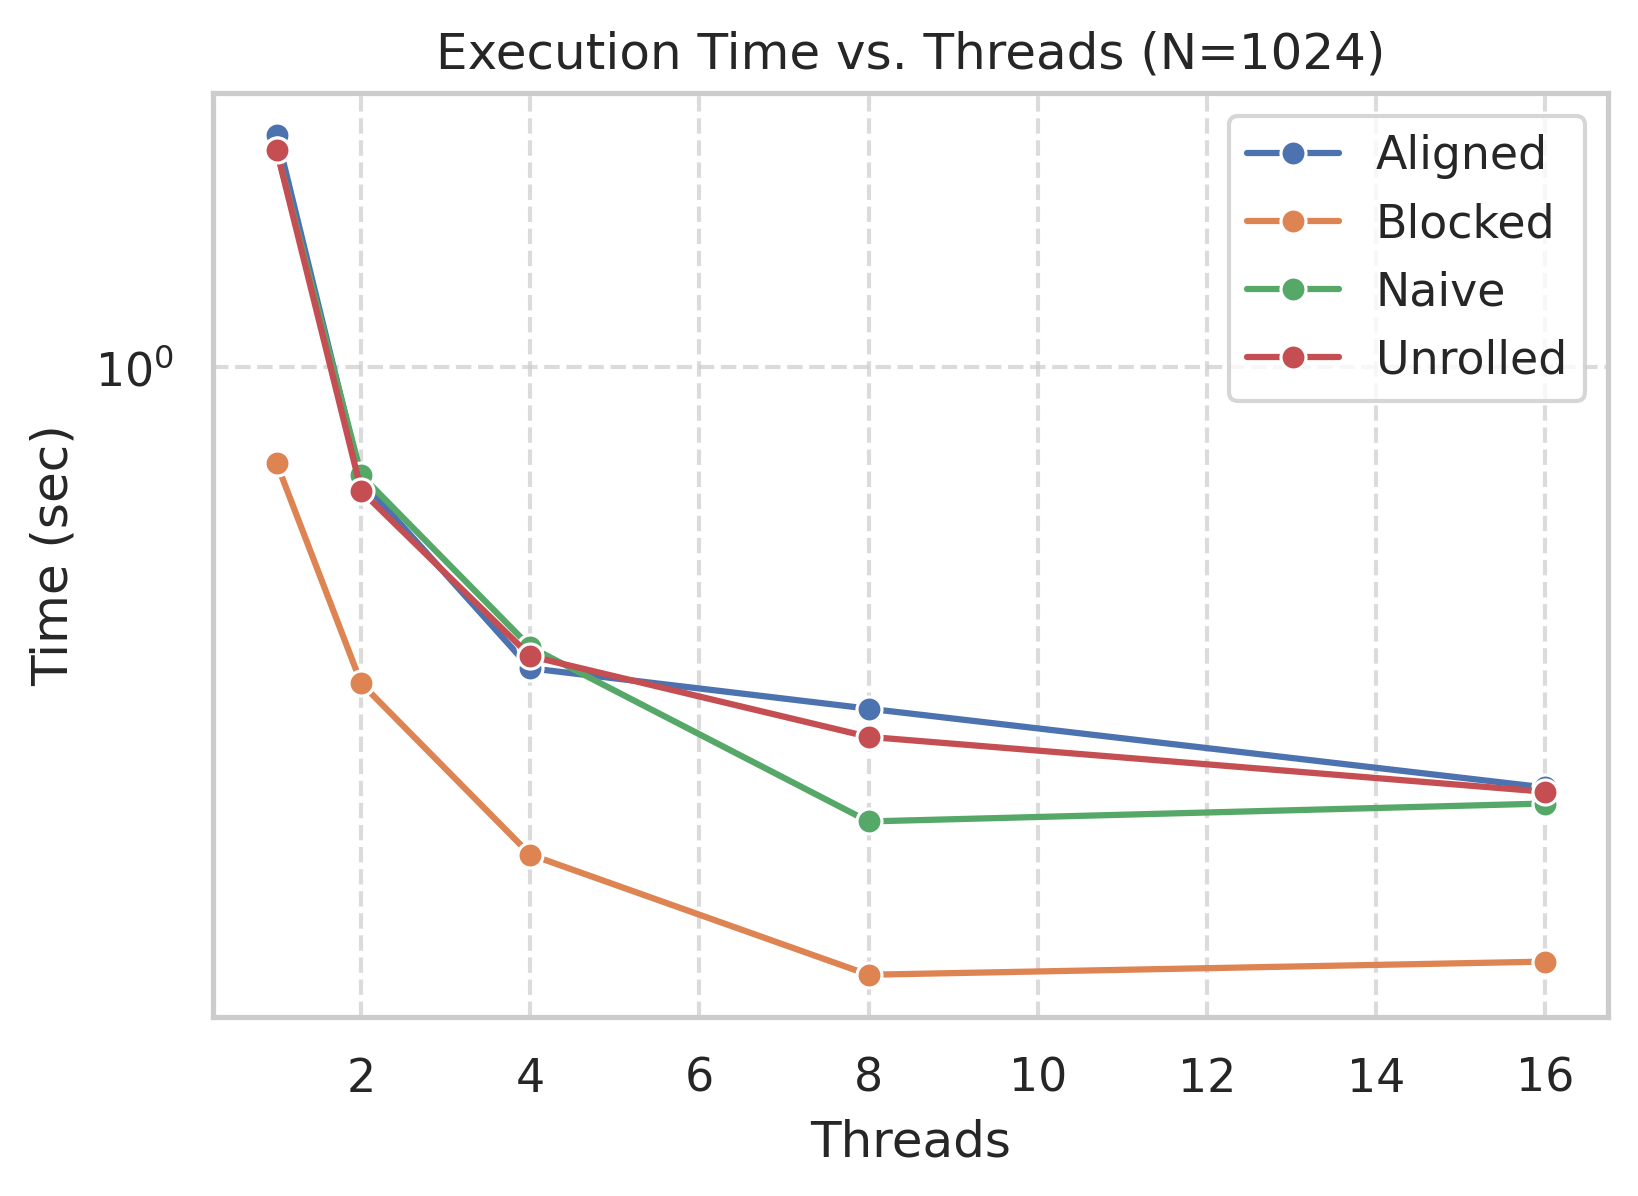 Execution Time vs. Threads (N=1024)
Aligned
Blocked
Naive
Unrolled
10⁰
Time (sec)
2 4 6 8 10 12 14 16
Threads